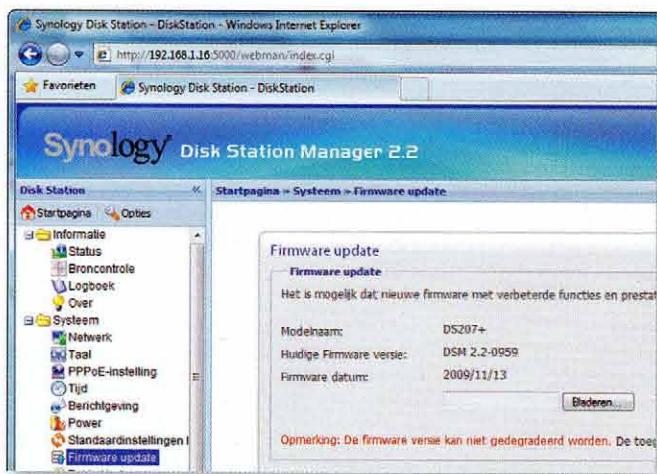 Synology Disk Station - DiskStation - Windows Internet Explorer
http://192.168.1.16:5000/webman/index.cgi
Favorieten
Synology Disk Station - DiskStation
Synology Disk Station Manager 2.2
Disk Station «
Startpagina » Systeem » Firmware update
Startpagina
Opties
Informatie
Status
Broncontrole
Logboek
Over
Systeem
Netwerk
Taal
PPPoE-instelling
Tijd
Berichtgeving
Power
Standaardinstellingen
Firmware update
Firmware update
Firmware update
Het is mogelijk dat nieuwe firmware met verbeterde functies en prestat
Modelnaam: DS207+
Huidige Firmware versie: DSM 2.2-0959
Firmware datum: 2009/11/13
Bladeren...
Opmerking: De firmware versie kan niet gedegradeerd worden. De toeg